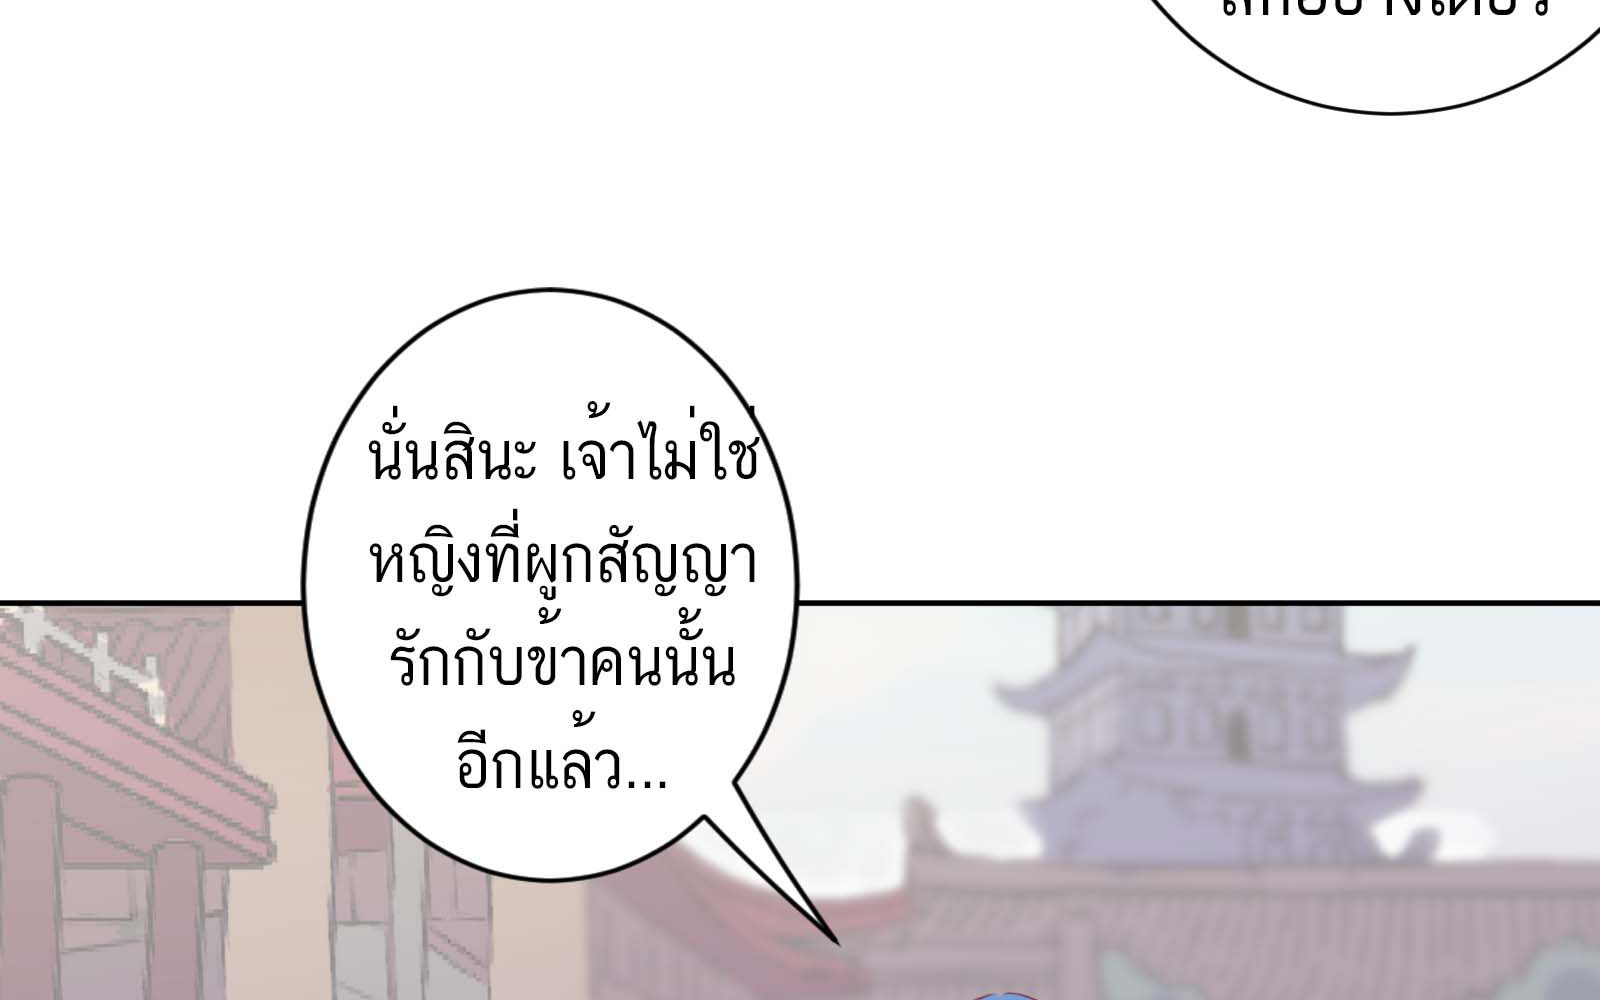 นั่นสินะ เจ้าไม่ใช่
หญิงที่ผูกสัญญา
รักกับข้าคนนั้น
อีกแล้ว...